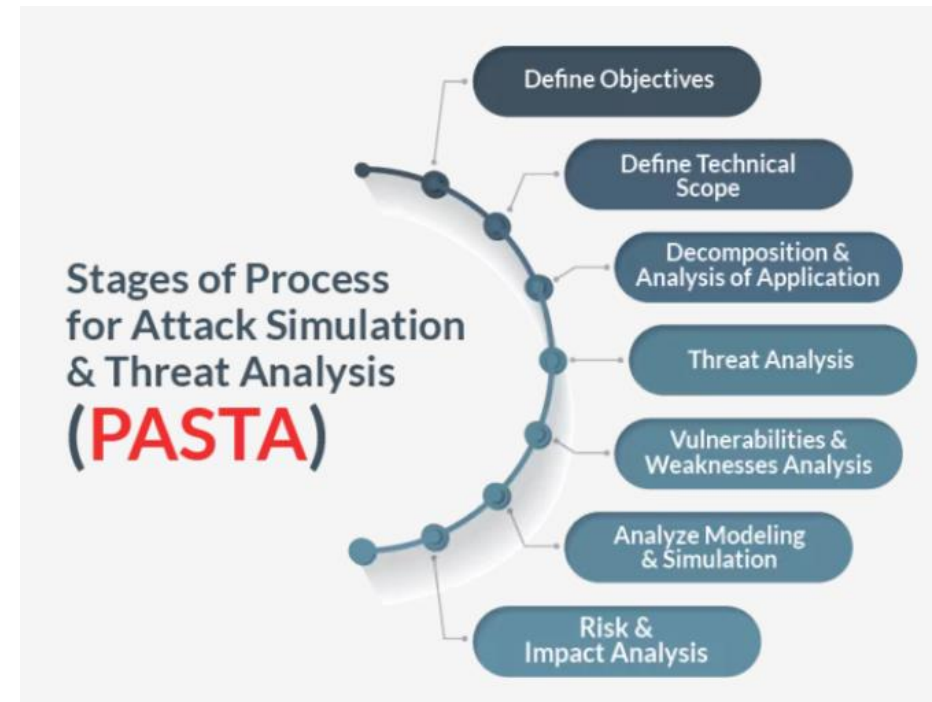 Stages of Process
for Attack Simulation
& Threat Analysis
(PASTA)
Define Objectives
Define Technical
Scope
Decomposition &
Analysis of Application
Threat Analysis
Vulnerabilities &
Weaknesses Analysis
Analyze Modeling
& Simulation
Risk &
Impact Analysis